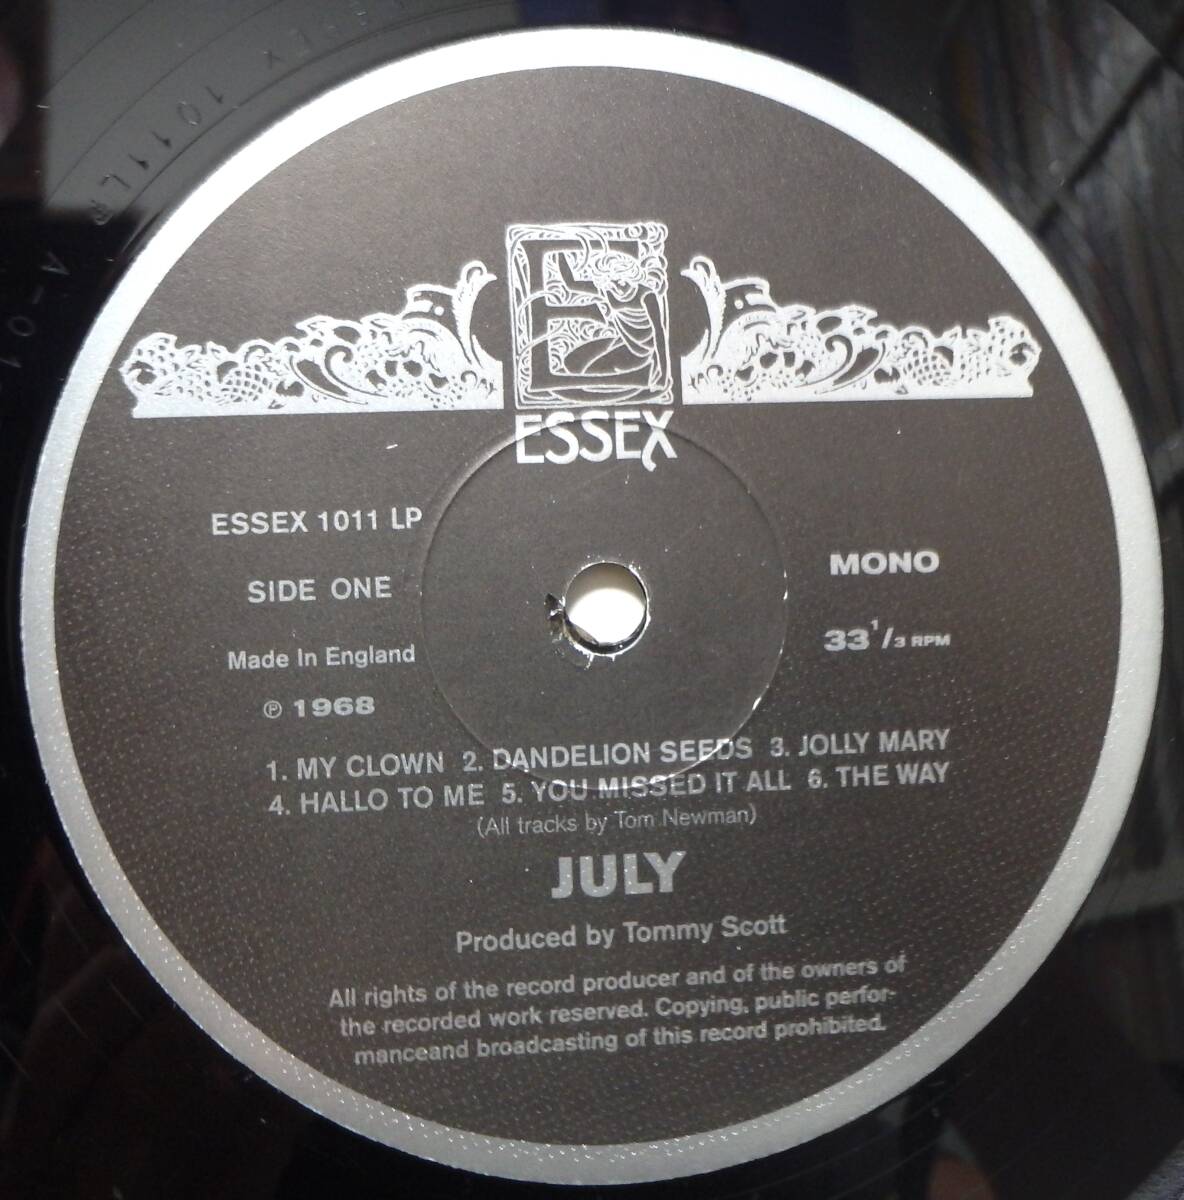 1011 LP
A-01
ESSEX
ESSEX 1011 LP
SIDE ONE
Made In England
℗ 1968
MONO
33 1/3 RPM
1. MY CLOWN 2. DANDELION SEEDS 3. JOLLY MARY
4. HALLO TO ME 5. YOU MISSED IT ALL 6. THE WAY
(All tracks by Tom Newman)
JULY
Produced by Tommy Scott
All rights of the record producer and of the owners of
the recorded work reserved. Copying, public perfor-
manceand broadcasting of this record prohibited.